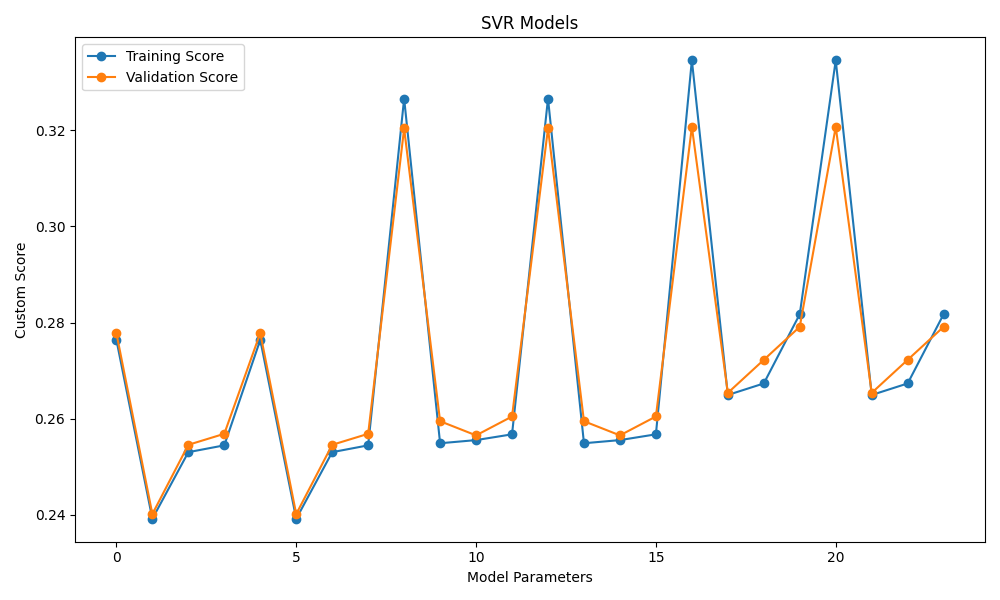 SVR Models
Training Score
Validation Score
Custom Score
0.32
0.30
0.28
0.26
0.24
0
5
10
15
20
Model Parameters